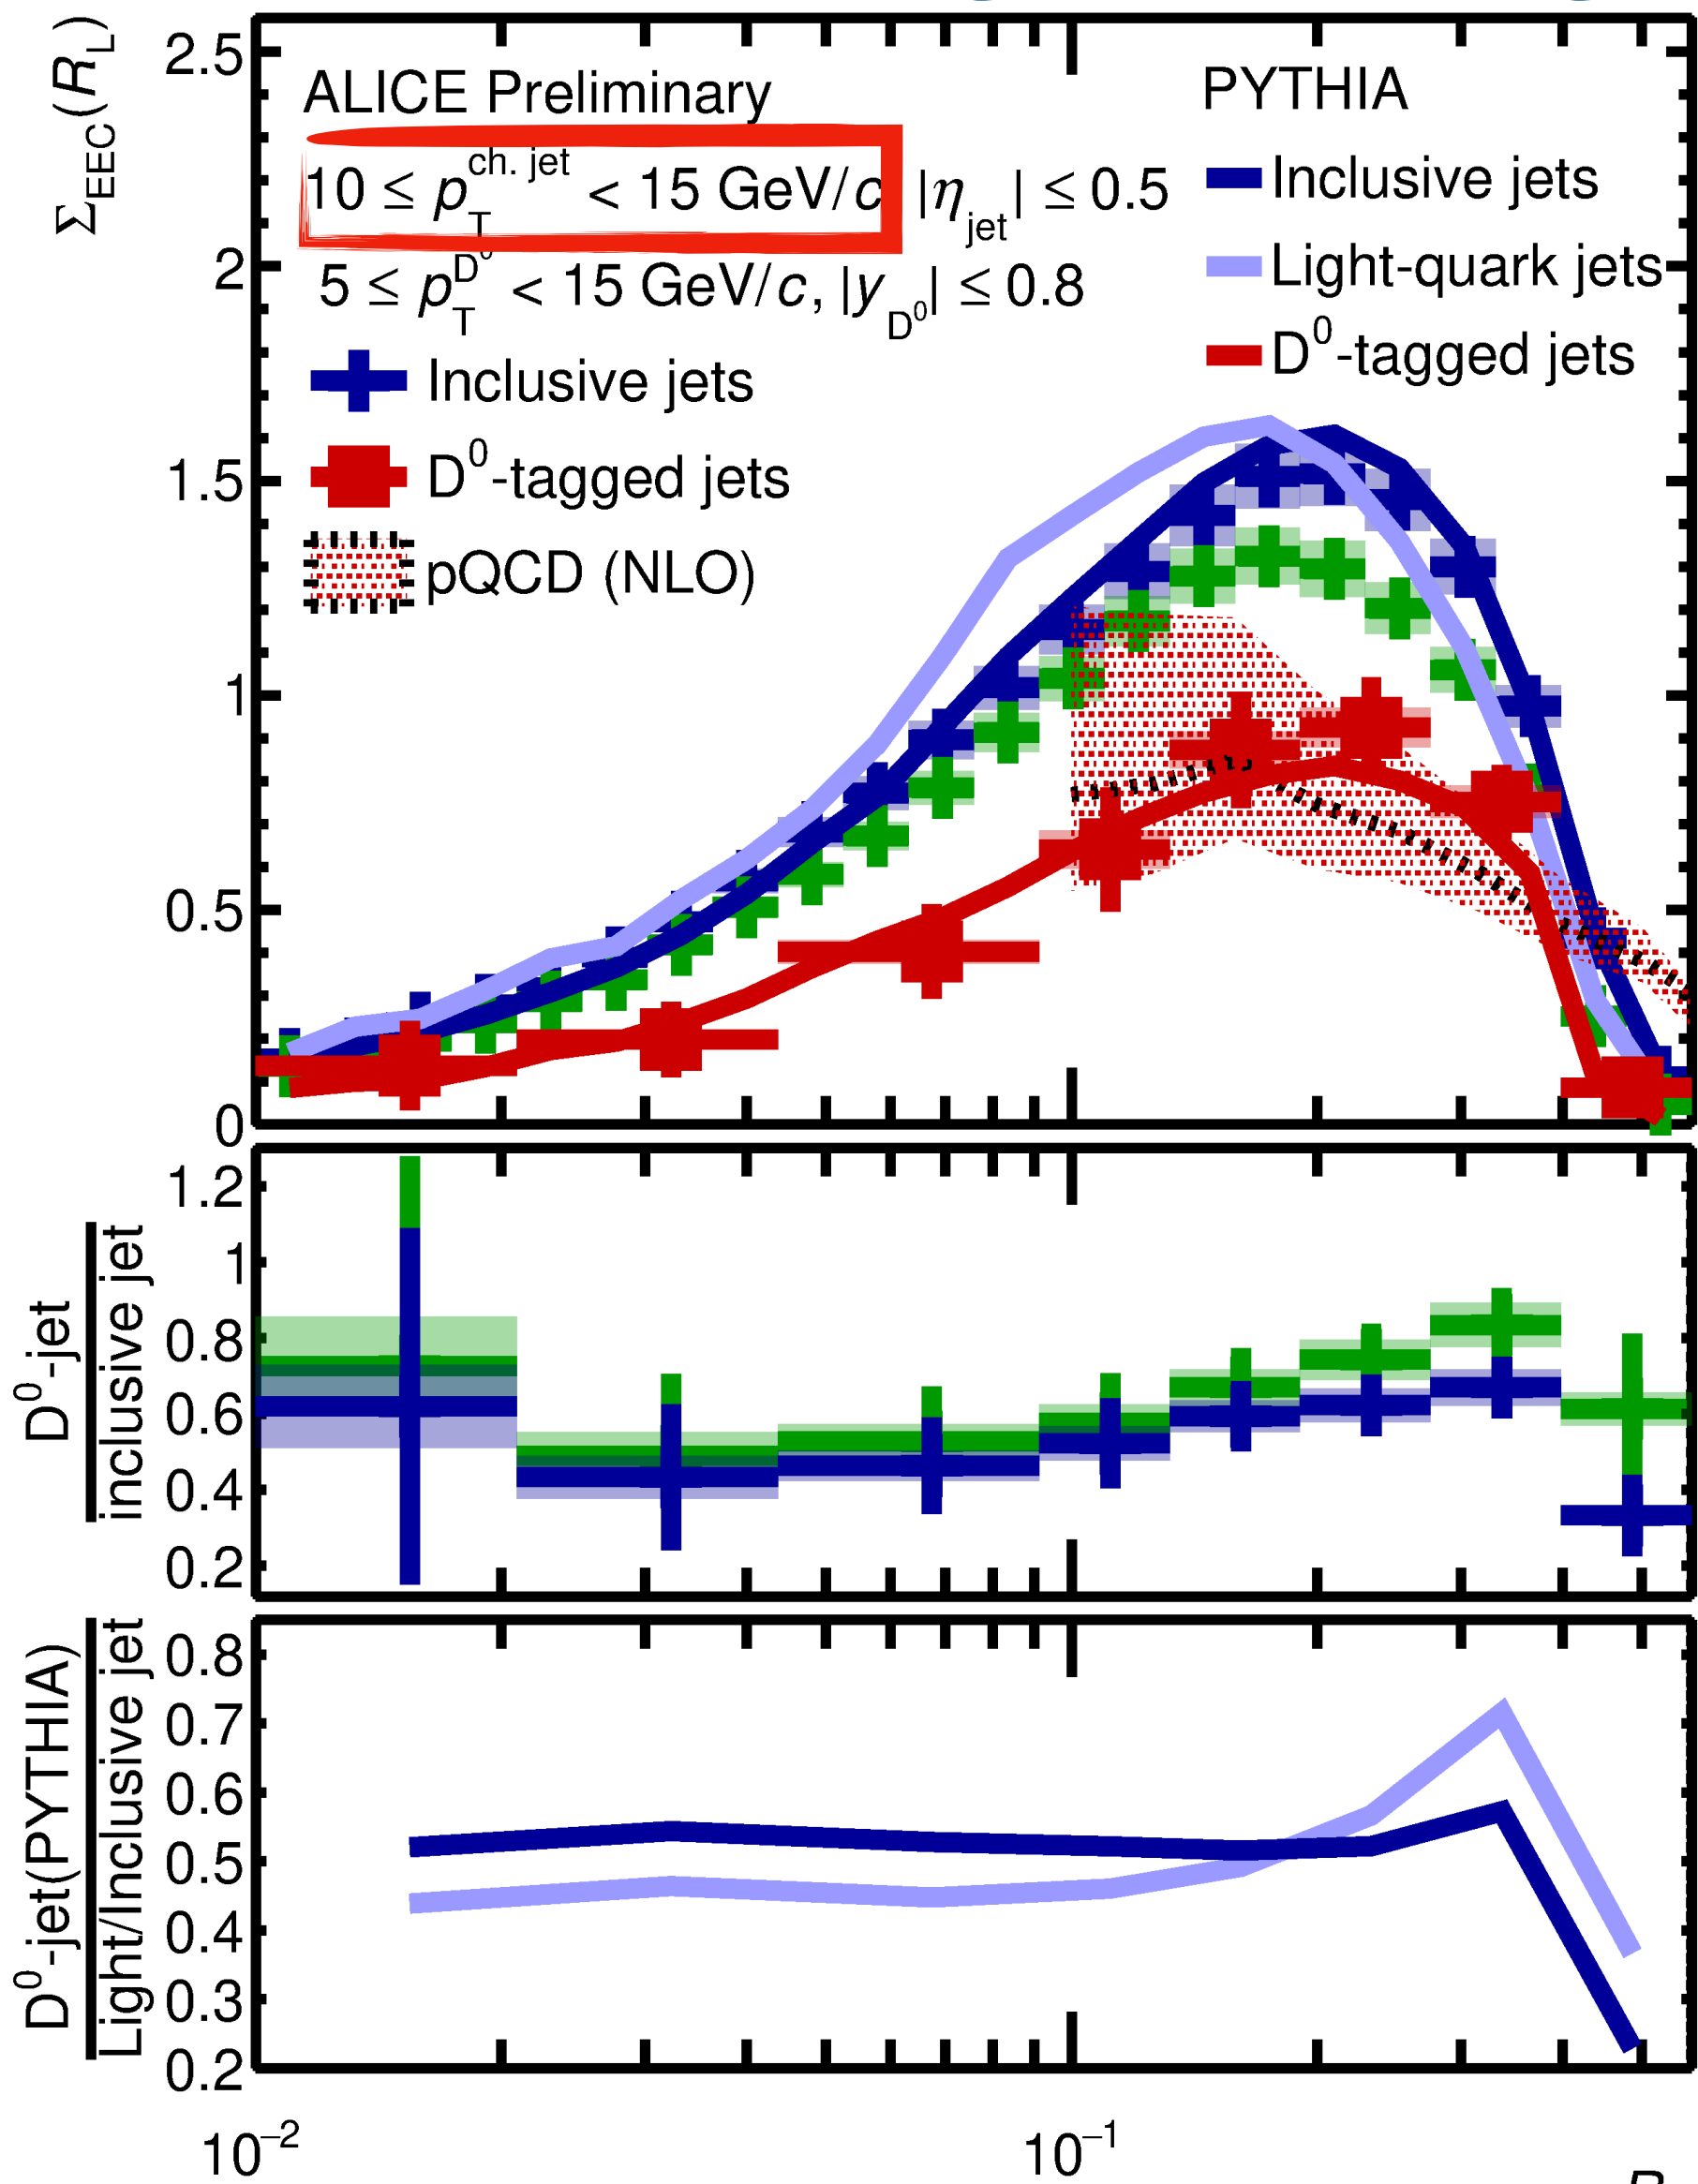 Σ_EEC(R_L)
2.5
2
1.5
1
0.5
0
ALICE Preliminary
10 ≤ p_T^ch. jet < 15 GeV/c |η_jet| ≤ 0.5
5 ≤ p_T^D⁰ < 15 GeV/c, |y_D⁰| ≤ 0.8
Inclusive jets
D⁰-tagged jets
pQCD (NLO)
PYTHIA
Inclusive jets
Light-quark jets
D⁰-tagged jets
D⁰-jet
inclusive jet
1.2
1
0.8
0.6
0.4
0.2
D⁰-jet(PYTHIA)
Light/Inclusive jet
0.8
0.7
0.6
0.5
0.4
0.3
0.2
10⁻²
10⁻¹